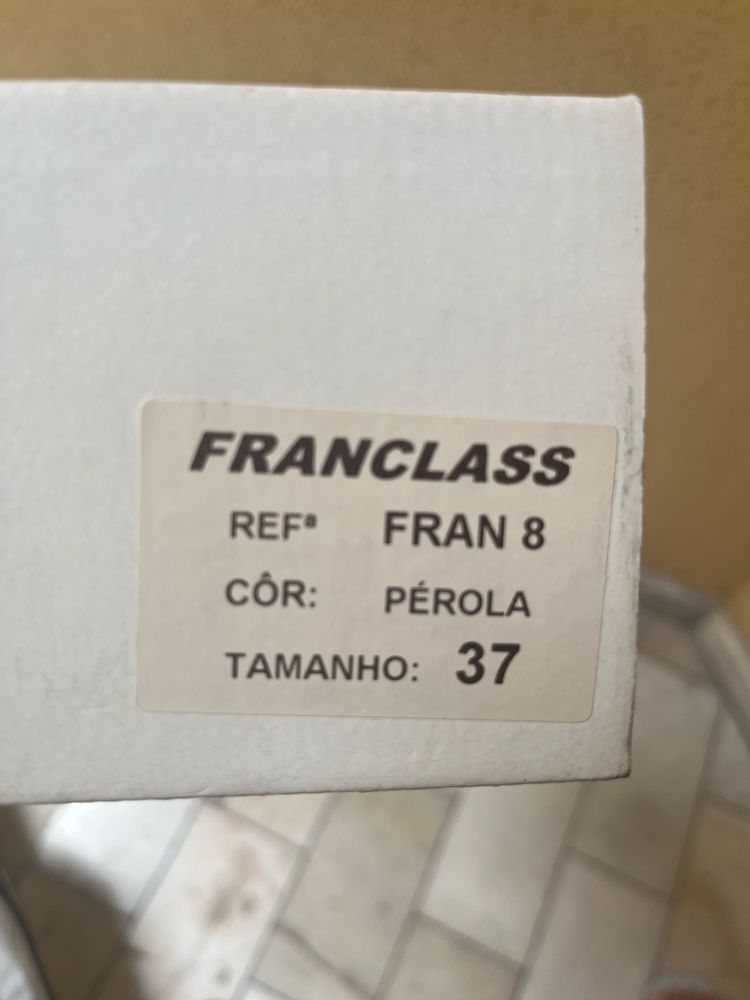 FRANCLASS
REFª FRAN 8
CÔR: PÉROLA
TAMANHO: 37